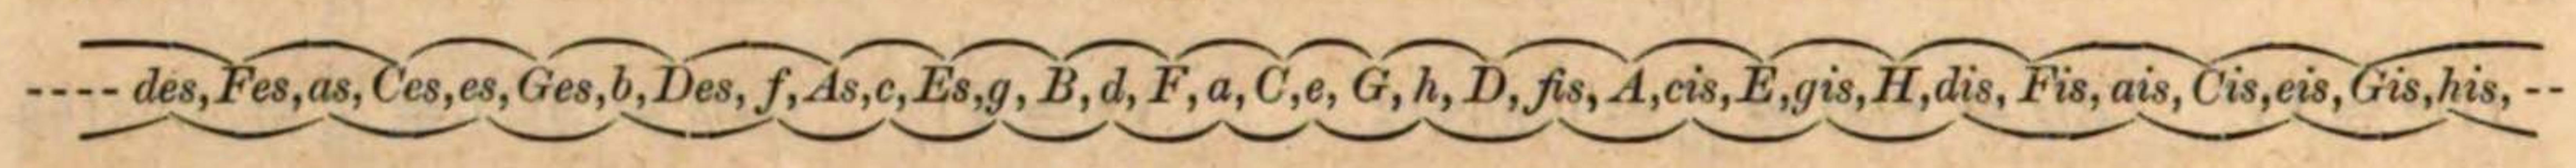 ---- des, Fes, as, Ces, es, Ges, b, Des, f, As, c, Es, g, B, d, F, a, C, e, G, h, D, fis, A, cis, E, gis, H, dis, Fis, ais, Cis, eis, Gis, his, --